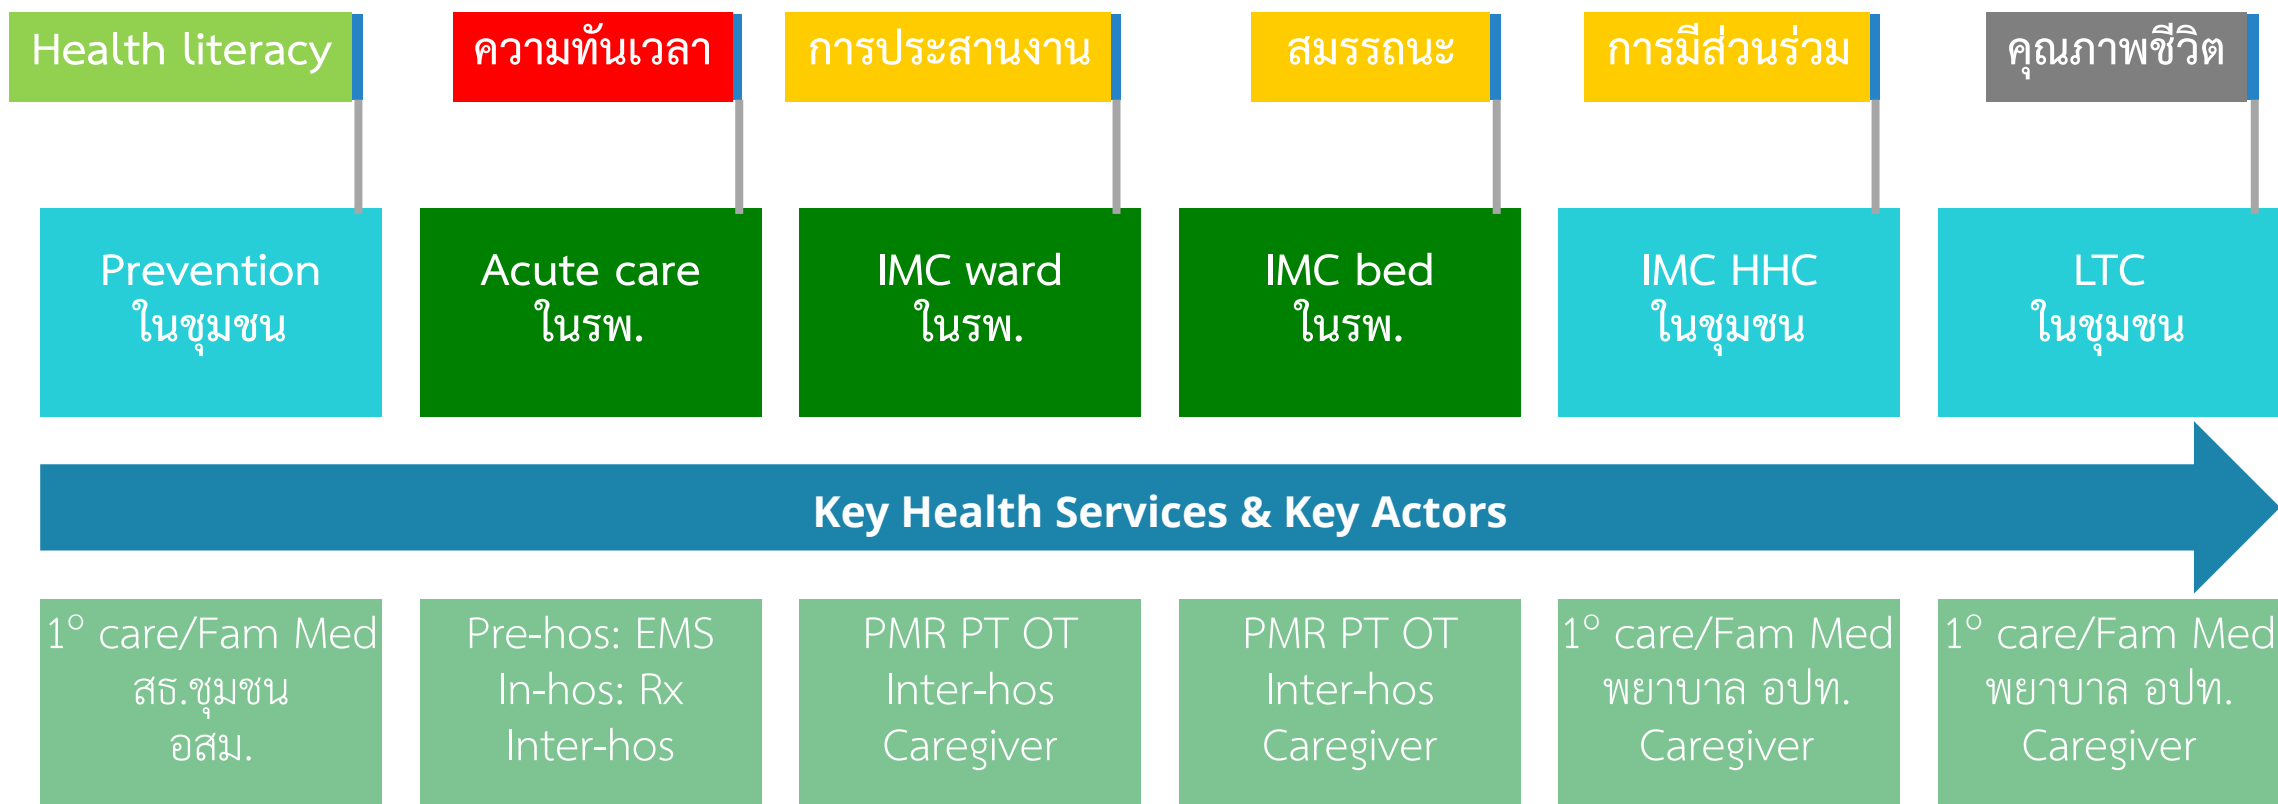 Health literacy
ความทันเวลา
การประสานงาน
สมรรถนะ
การมีส่วนร่วม
คุณภาพชีวิต
Prevention
ในชุมชน
Acute care
ในรพ.
IMC ward
ในรพ.
IMC bed
ในรพ.
IMC HHC
ในชุมชน
LTC
ในชุมชน
Key Health Services & Key Actors
1° care/Fam Med
สธ.ชุมชน
อสม.
Pre-hos: EMS
In-hos: Rx
Inter-hos
PMR PT OT
Inter-hos
Caregiver
PMR PT OT
Inter-hos
Caregiver
1° care/Fam Med
พยาบาล อปท.
Caregiver
1° care/Fam Med
พยาบาล อปท.
Caregiver